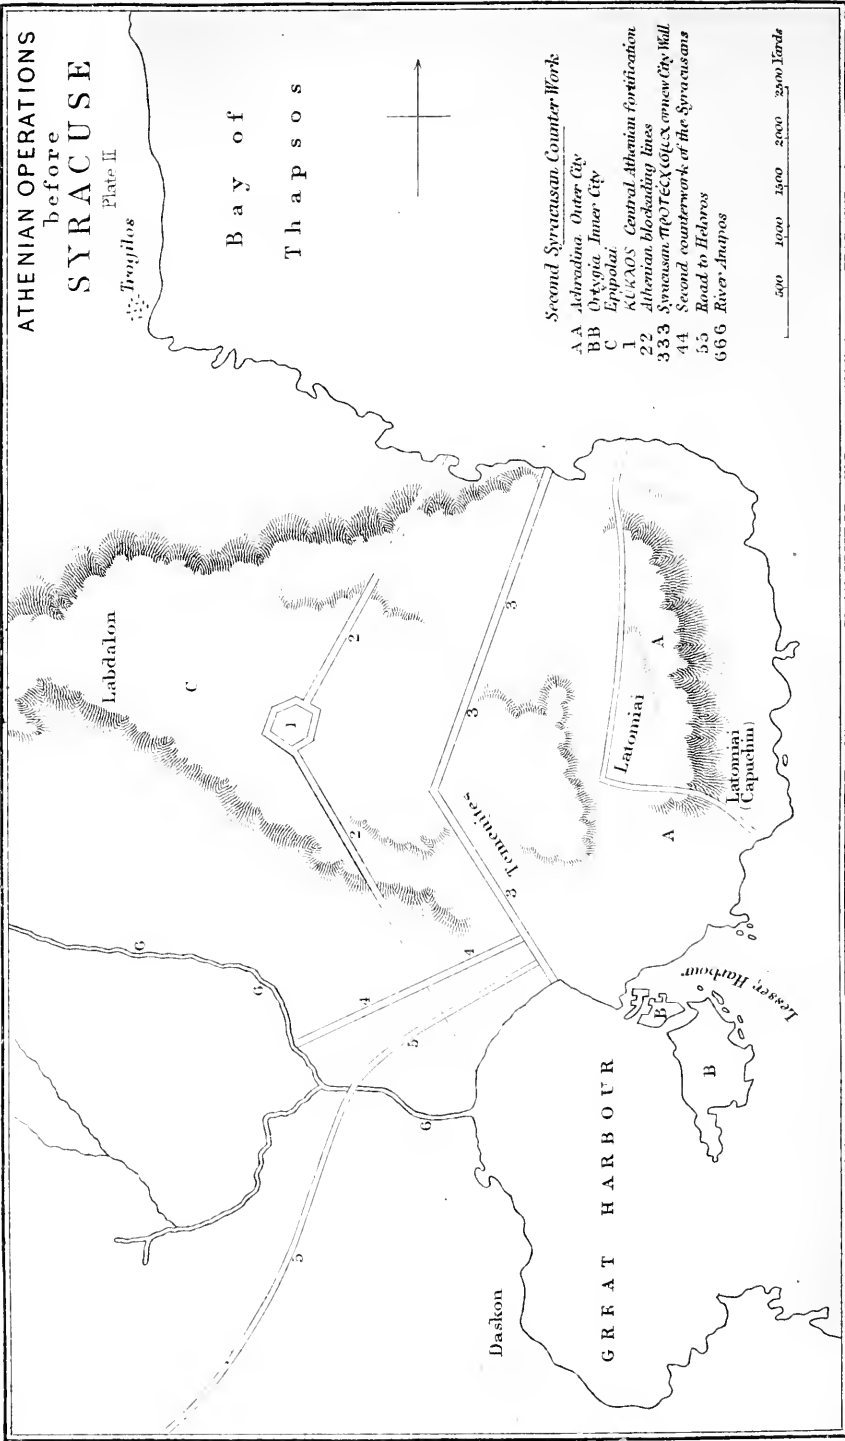 ATHENIAN OPERATIONS
before
SYRACUSE
Plate II
Trogilos
Bay of
Thapsos
Second Syracusan Counter Work
AA Achradina. Outer City
BB Ortygia Inner City
C Epipolai
1 ΚΥΚΛΟΣ Central Athenian fortification
22 Athenian blockading lines
333 Syracusan προτείχισμα or new City Wall
44 Second counterwork of the Syracusans
55 Road to Heloros
666 River Anapos
500 1000 1500 2000 2500 Yards
Labdalon
C
1
2
2
3
3
3
Temenites
Latomiai
A
A
Latomiai
(Capuchin)
6
6
6
4
4
5
5
Lesser Harbour
B
B
GREAT HARBOUR
Daskon